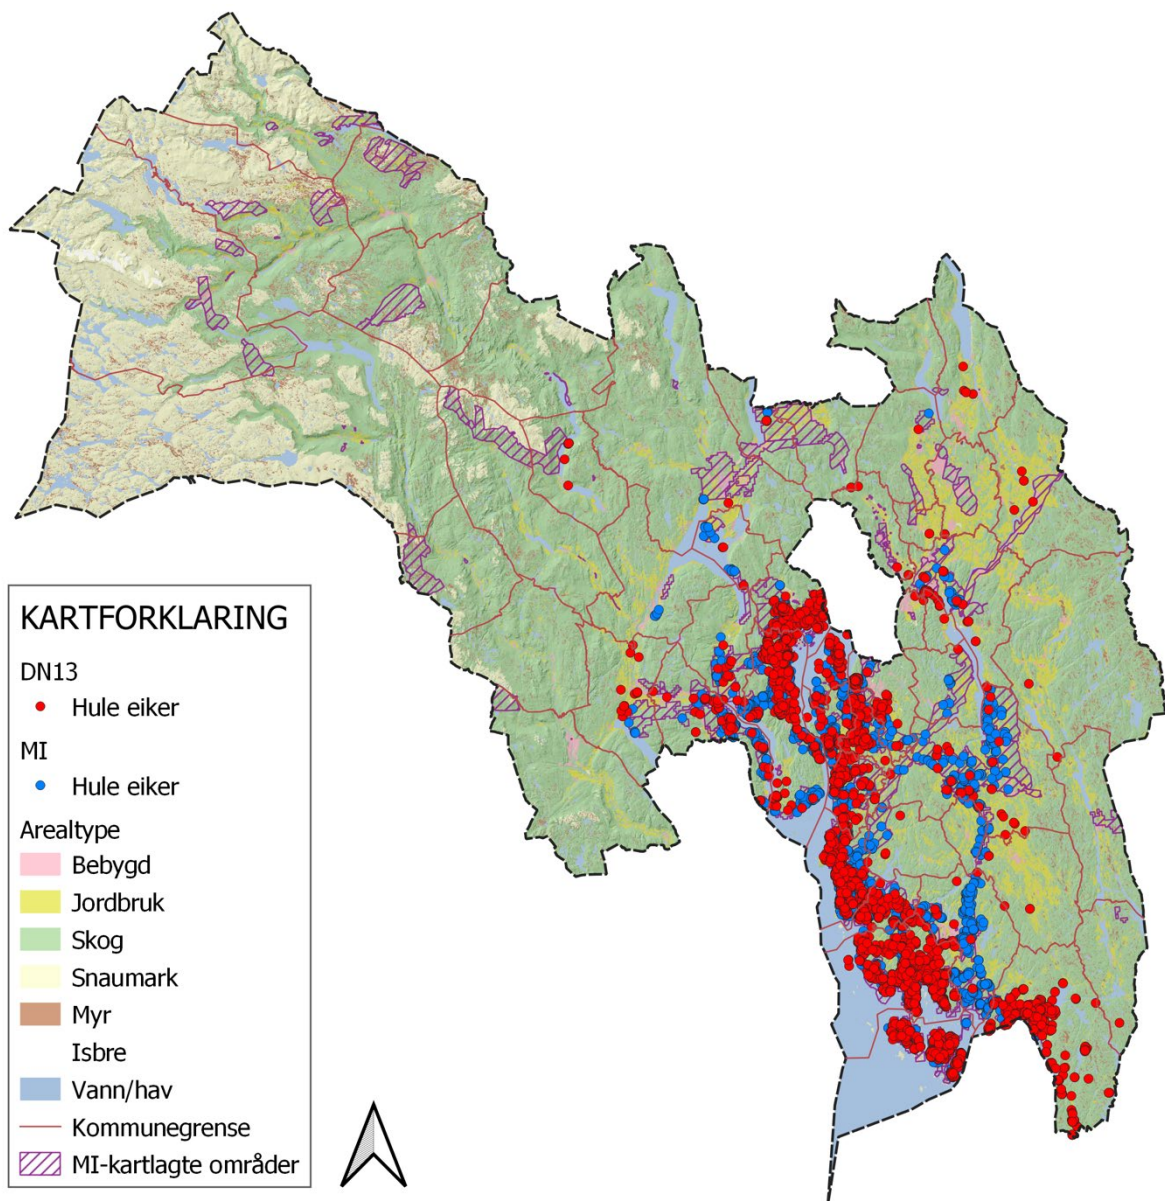 KARTFORKLARING
DN13
Hule eiker
MI
Hule eiker
Arealtype
Bebygd
Jordbruk
Skog
Snaumark
Myr
Isbre
Vann/hav
Kommunegrense
MI-kartlagte områder